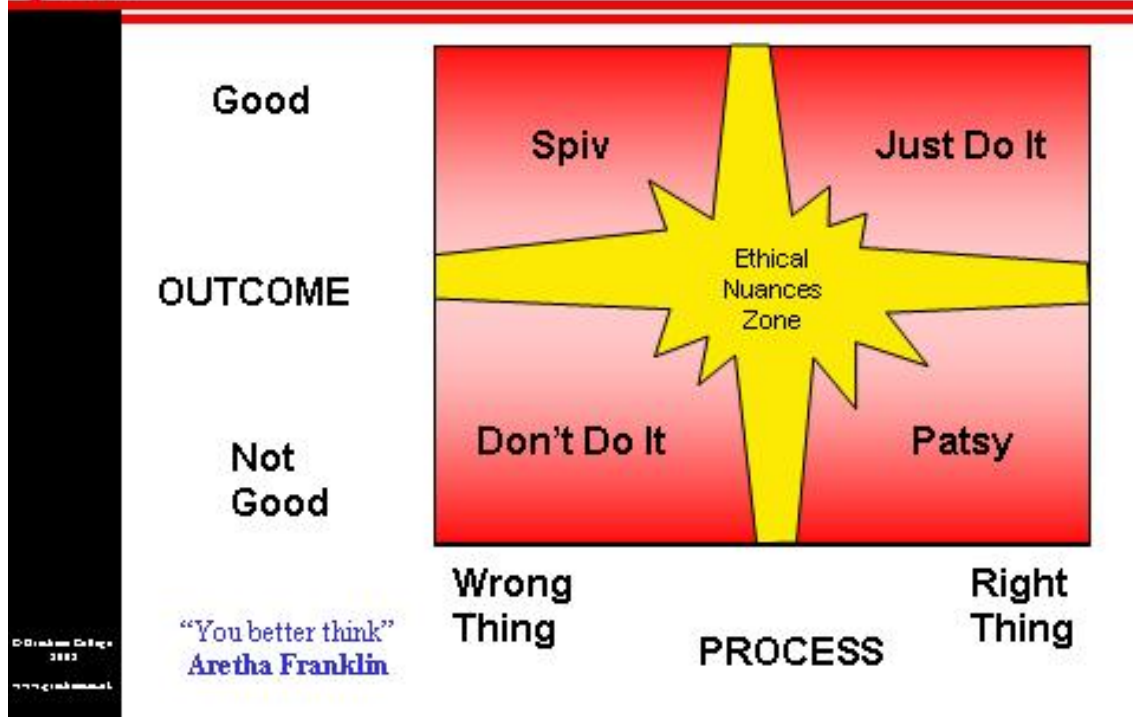 Good
Spiv
Just Do It
Ethical
Nuances
Zone
OUTCOME
Don't Do It
Patsy
Not
Good
Wrong
Thing
Right
Thing
PROCESS
“You better think”
Aretha Franklin
College